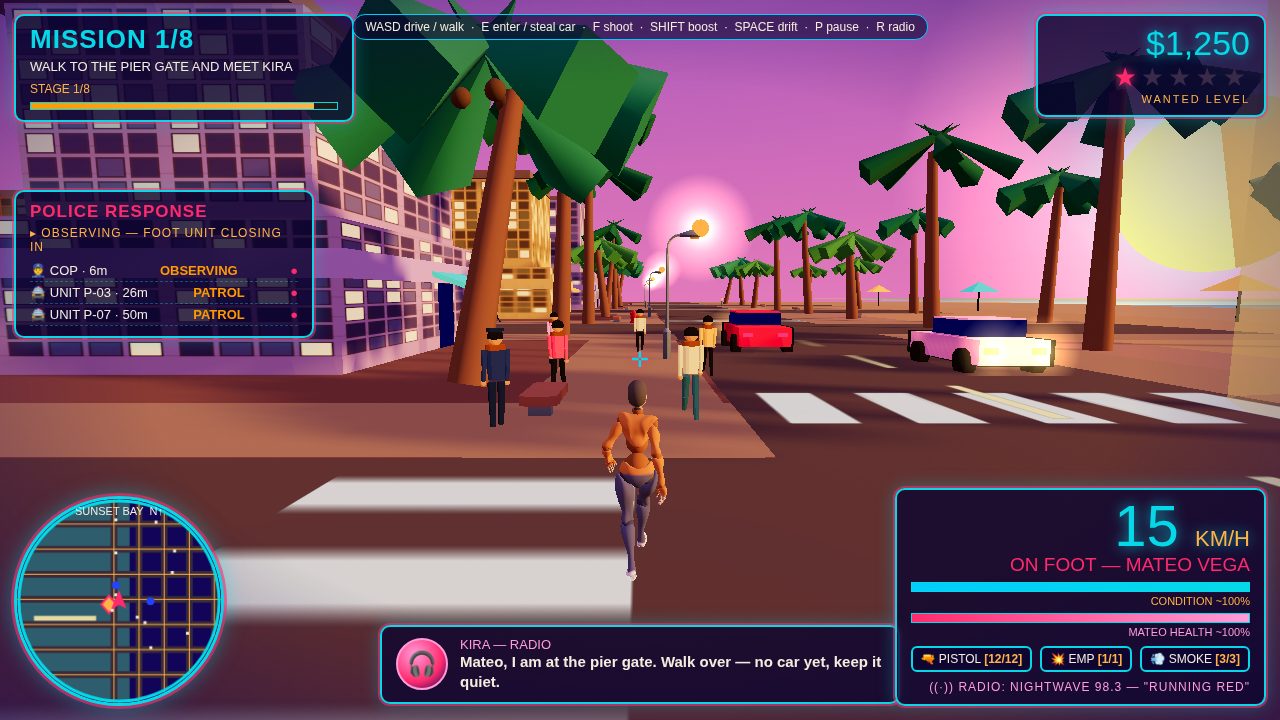 MISSION 1/8
WALK TO THE PIER GATE AND MEET KIRA
STAGE 1/8
WASD drive / walk · E enter / steal car · F shoot · SHIFT boost · SPACE drift · P pause · R radio
$1,250
WANTED LEVEL
POLICE RESPONSE
▸ OBSERVING — FOOT UNIT CLOSING
IN
COP · 6m OBSERVING
UNIT P-03 · 26m PATROL
UNIT P-07 · 50m PATROL
SUNSET BAY N
KIRA — RADIO
Mateo, I am at the pier gate. Walk over — no car yet, keep it
quiet.
15 KM/H
ON FOOT — MATEO VEGA
CONDITION ~100%
MATEO HEALTH ~100%
PISTOL [12/12] EMP [1/1] SMOKE [3/3]
((·)) RADIO: NIGHTWAVE 98.3 — "RUNNING RED"